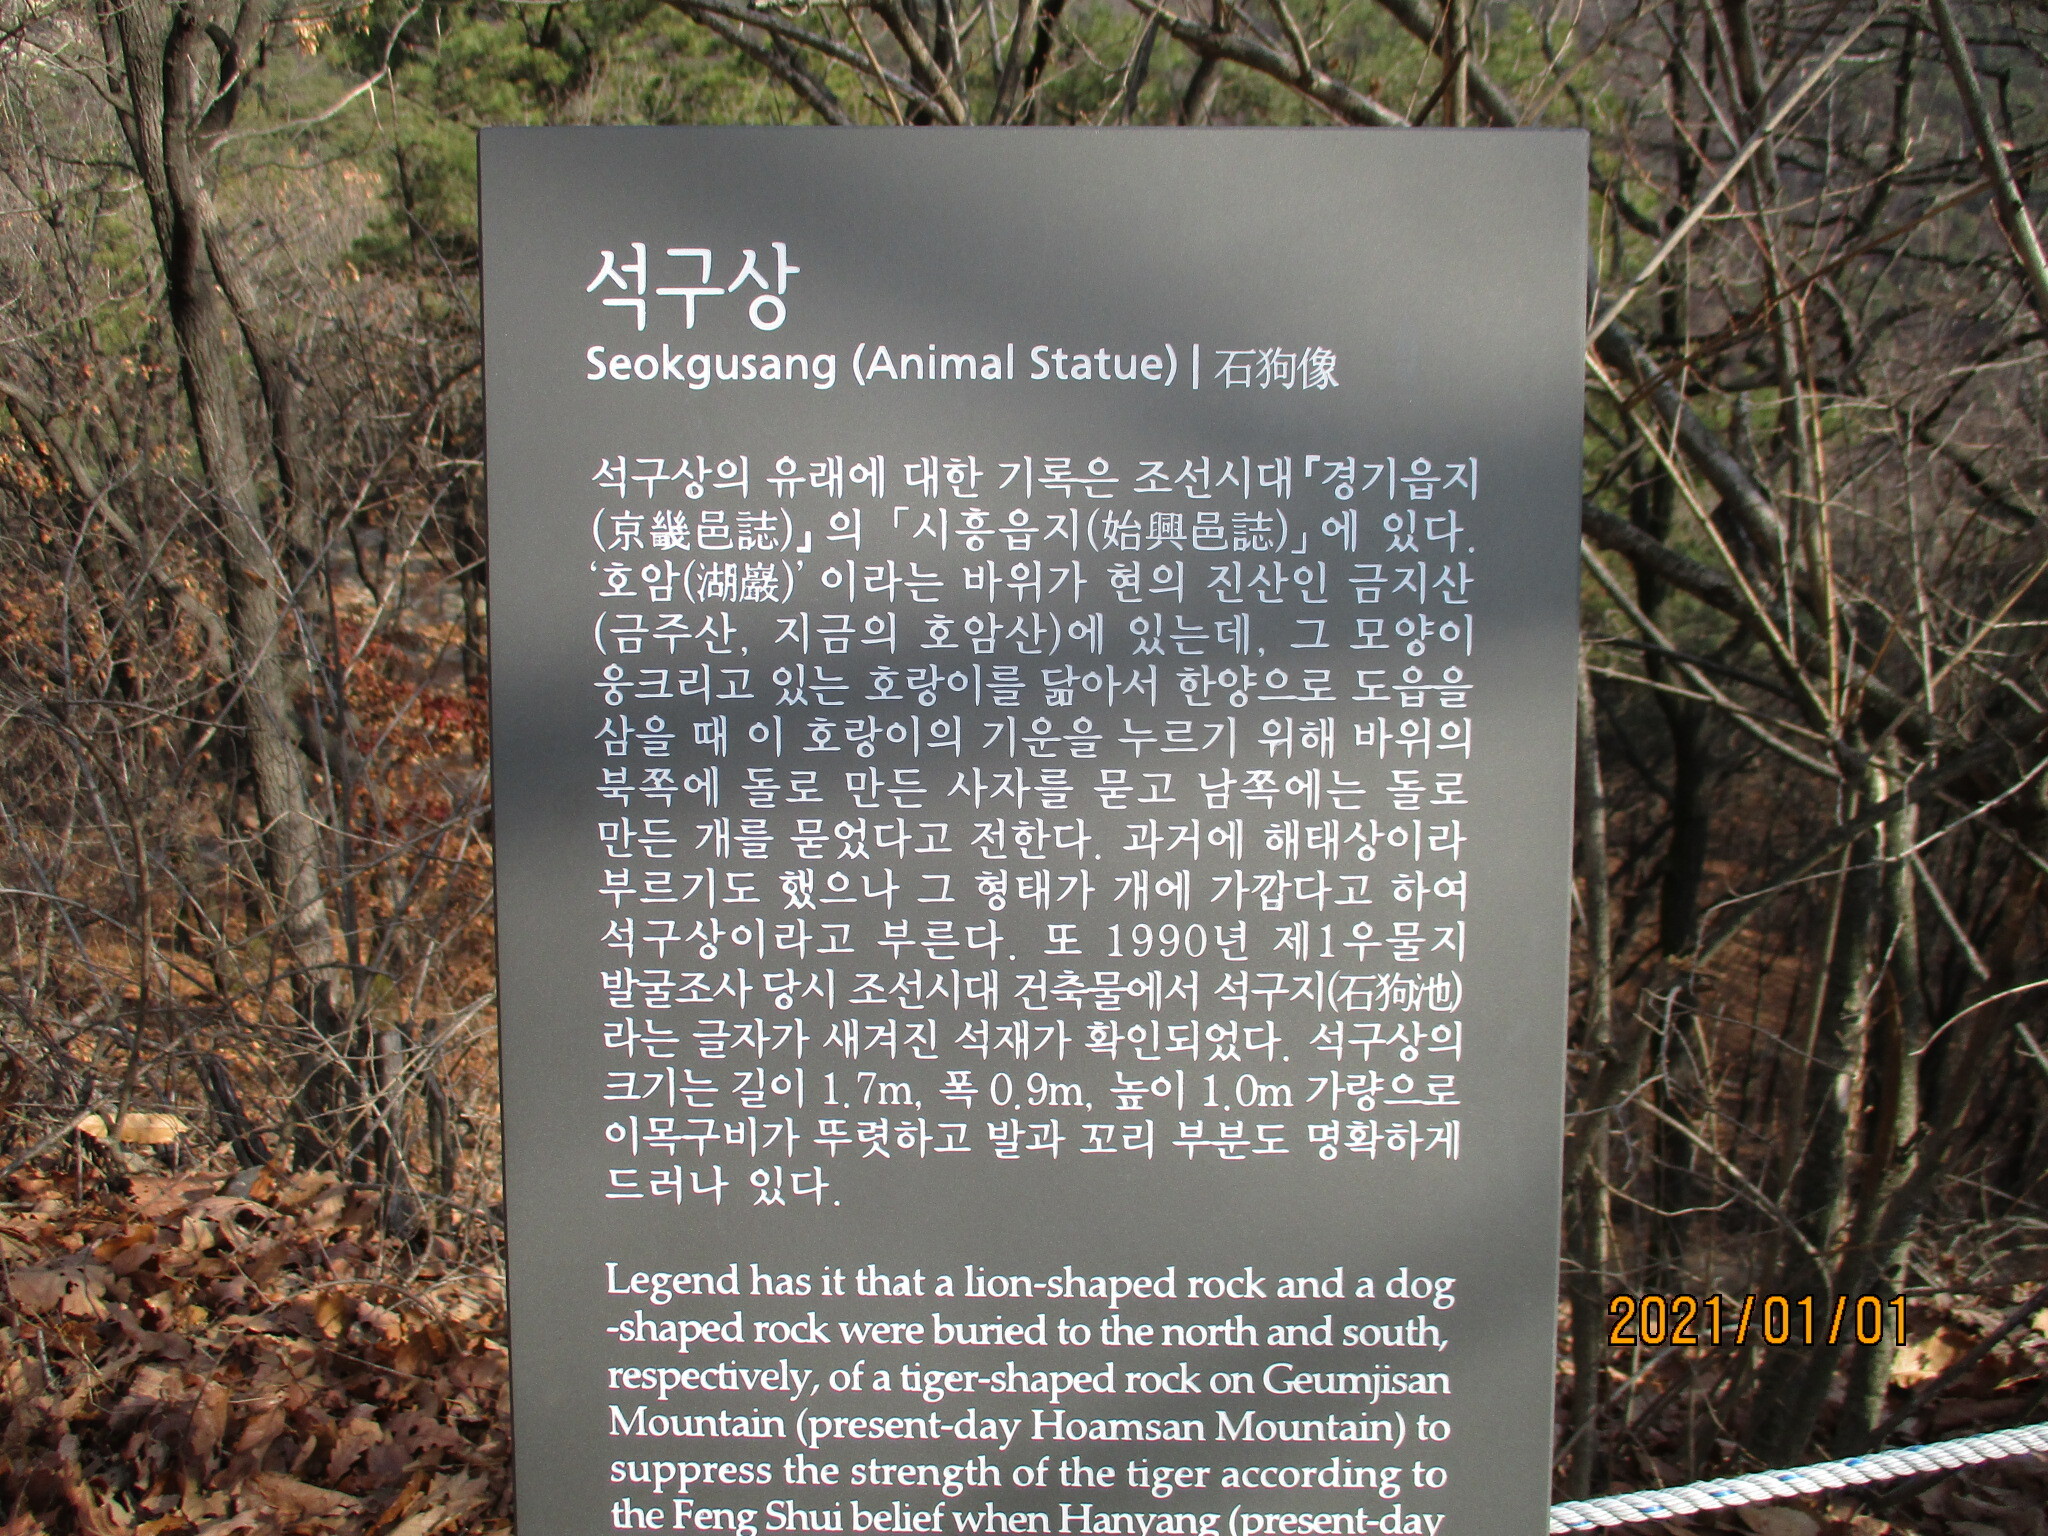 석구상
Seokgusang (Animal Statue) | 石狗像
석구상의 유래에 대한 기록은 조선시대『경기읍지
(京畿邑誌)』의 「시흥읍지(始興邑誌)」에 있다.
‘호암(湖巖)’ 이라는 바위가 현의 진산인 금지산
(금주산, 지금의 호암산)에 있는데, 그 모양이
웅크리고 있는 호랑이를 닮아서 한양으로 도읍을
삼을 때 이 호랑이의 기운을 누르기 위해 바위의
북쪽에 돌로 만든 사자를 묻고 남쪽에는 돌로
만든 개를 묻었다고 전한다. 과거에 해태상이라
부르기도 했으나 그 형태가 개에 가깝다고 하여
석구상이라고 부른다. 또 1990년 제1우물지
발굴조사 당시 조선시대 건축물에서 석구지(石狗池)
라는 글자가 새겨진 석재가 확인되었다. 석구상의
크기는 길이 1.7m, 폭 0.9m, 높이 1.0m 가량으로
이목구비가 뚜렷하고 발과 꼬리 부분도 명확하게
드러나 있다.
Legend has it that a lion-shaped rock and a dog
-shaped rock were buried to the north and south,
respectively, of a tiger-shaped rock on Geumjisan
Mountain (present-day Hoamsan Mountain) to
suppress the strength of the tiger according to
the Feng Shui belief when Hanyang (present-day
2021/01/01